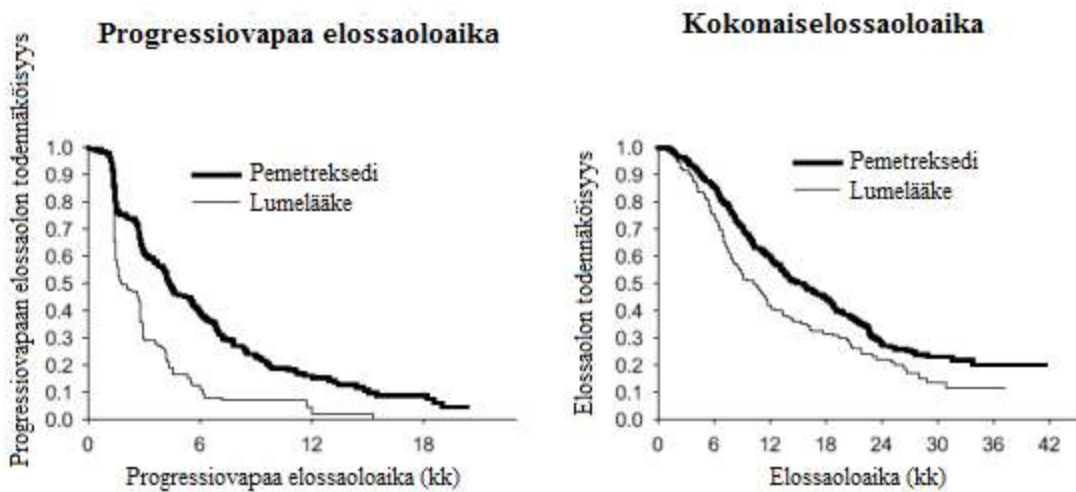 Progressiovapaa elossaoloaika
Progressiovapaan elossaolon todennäköisyys
1.0
0.9
0.8
0.7
0.6
0.5
0.4
0.3
0.2
0.1
0.0
Pemetreksedi
Lumelääke
0 6 12 18
Progressiovapaa elossaoloaika (kk)
Kokonaiselossaoloaika
Elossaolon todennäköisyys
1.0
0.9
0.8
0.7
0.6
0.5
0.4
0.3
0.2
0.1
0.0
Pemetreksedi
Lumelääke
0 6 12 18 24 30 36 42
Elossaoloaika (kk)